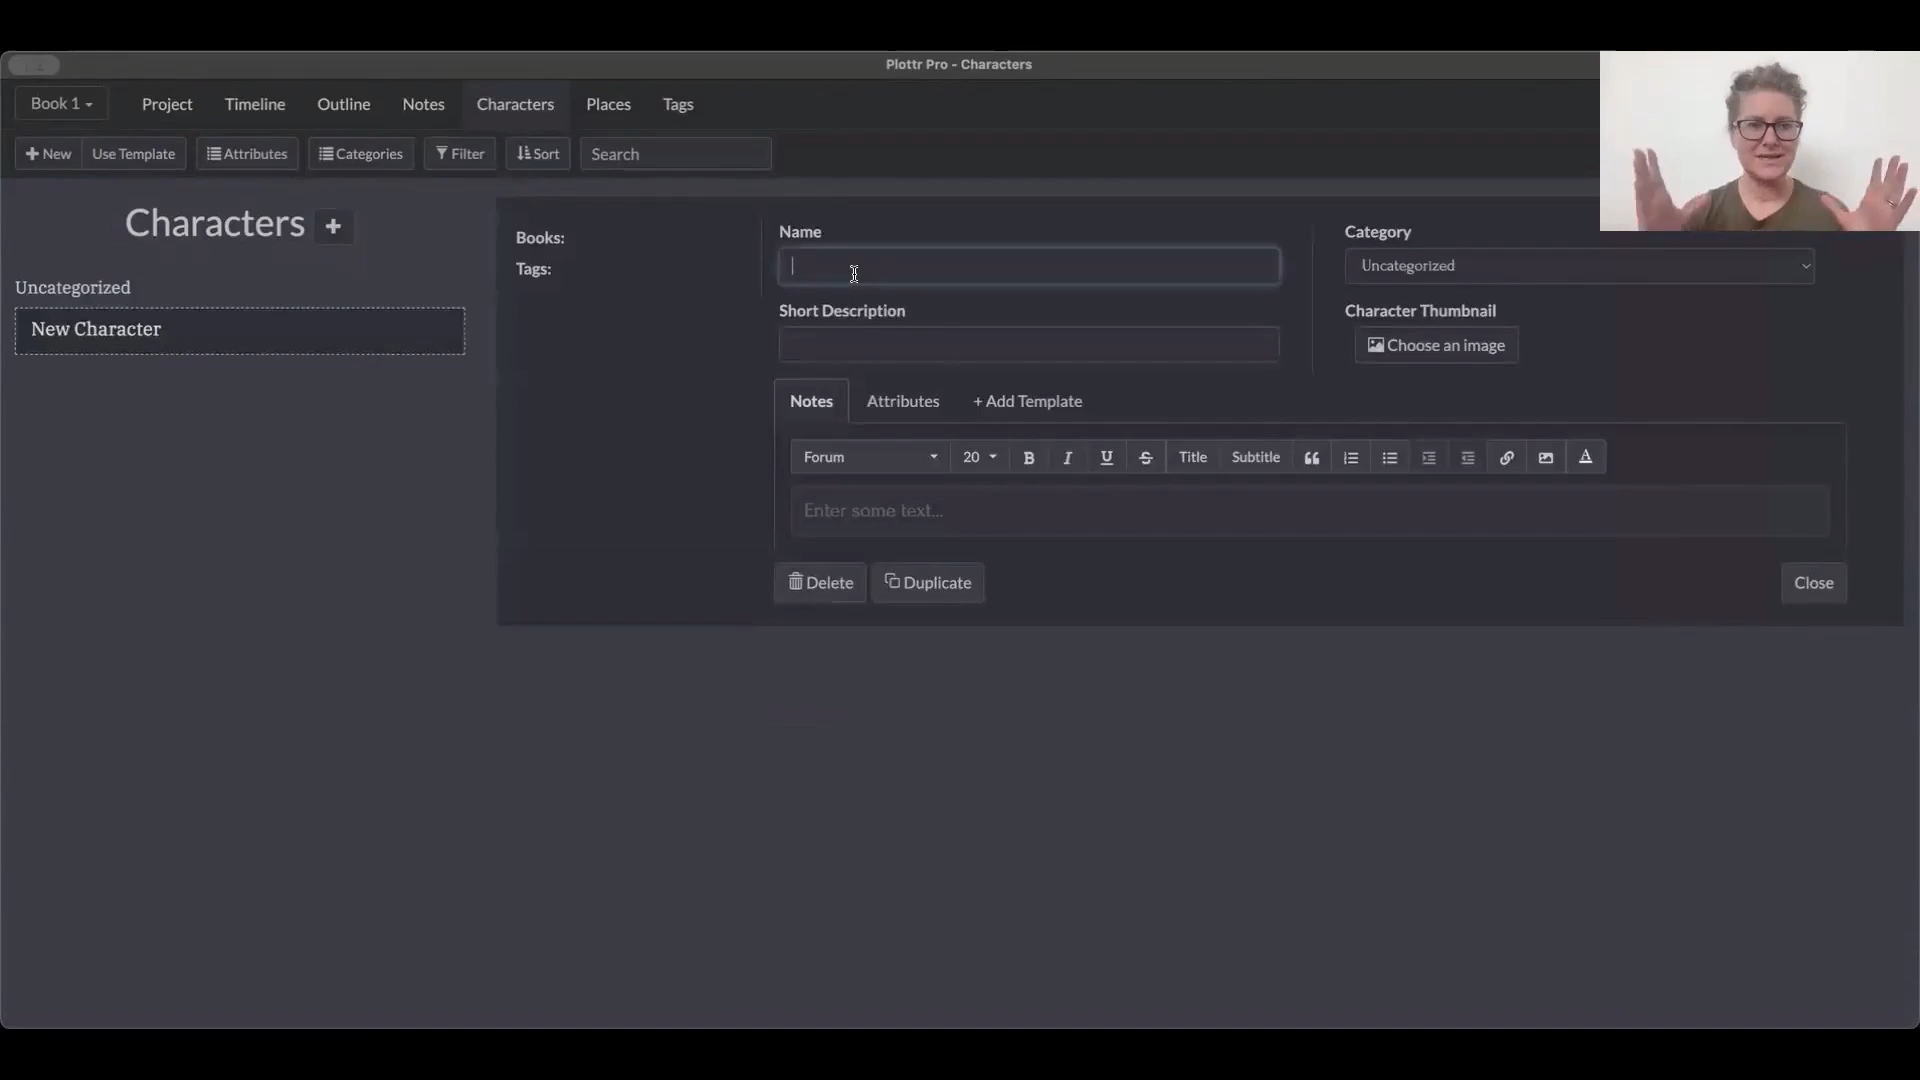 Plottr Pro - Characters
Book 1
Project
Timeline
Outline
Notes
Characters
Places
Tags
New
Use Template
Attributes
Categories
Filter
Sort
Search
Characters
Uncategorized
New Character
Books:
Tags:
Name
Short Description
Category
Uncategorized
Character Thumbnail
Choose an image
Notes
Attributes
+ Add Template
Forum
20
B
I
U
S
Title
Subtitle
A
Enter some text...
Delete
Duplicate
Close